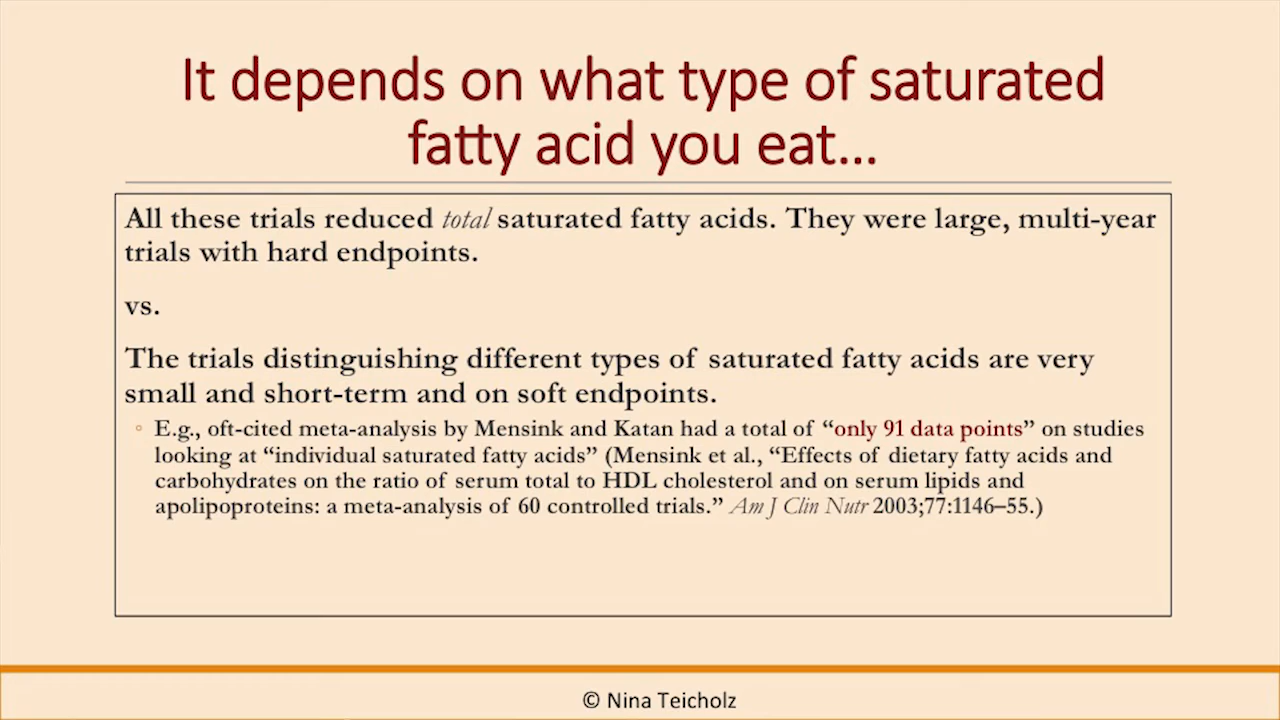 It depends on what type of saturated
fatty acid you eat...
All these trials reduced total saturated fatty acids. They were large, multi-year
trials with hard endpoints.
vs.
The trials distinguishing different types of saturated fatty acids are very
small and short-term and on soft endpoints.
◦ E.g., oft-cited meta-analysis by Mensink and Katan had a total of “only 91 data points” on studies
looking at “individual saturated fatty acids” (Mensink et al., “Effects of dietary fatty acids and
carbohydrates on the ratio of serum total to HDL cholesterol and on serum lipids and
apolipoproteins: a meta-analysis of 60 controlled trials.” Am J Clin Nutr 2003;77:1146–55.)
© Nina Teicholz